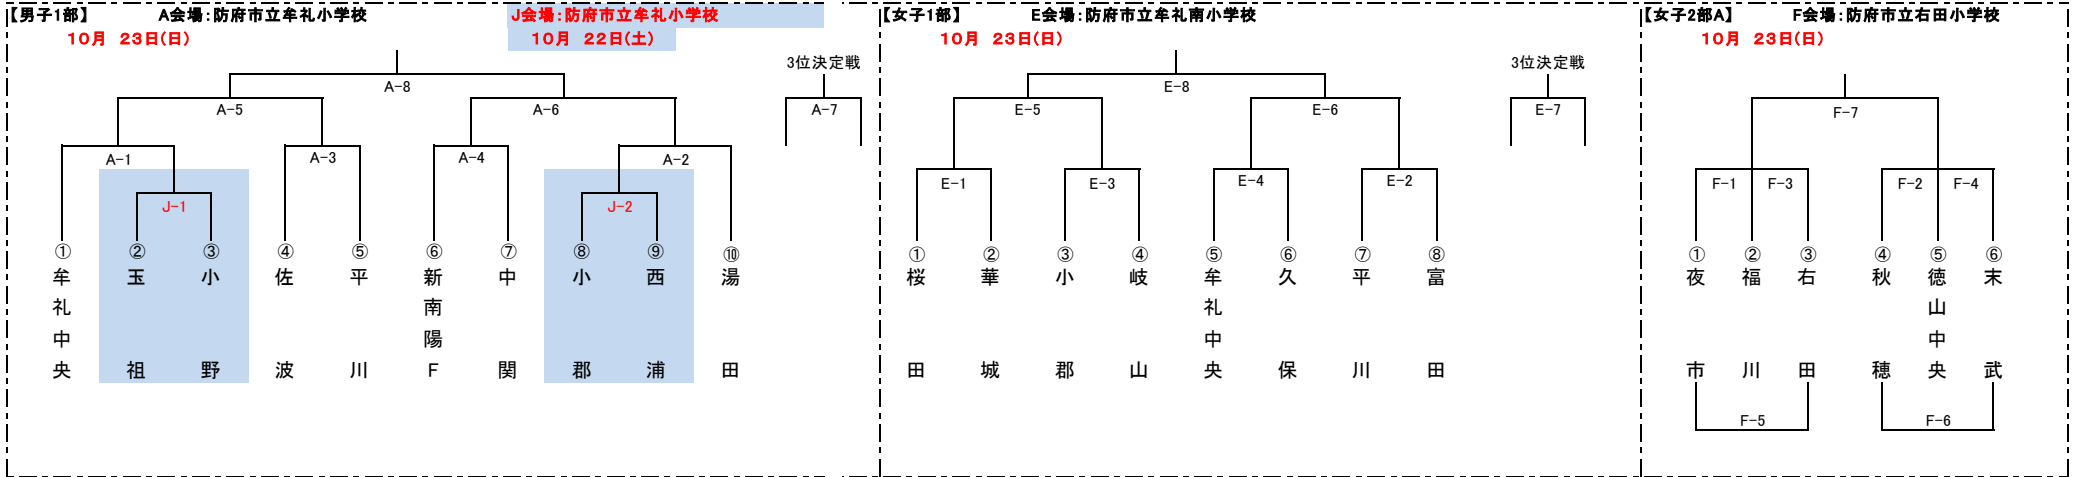 【男子1部】 A会場：防府市立牟礼小学校 J会場：防府市立牟礼小学校
10月 23日(日) 10月 22日(土)
3位決定戦
A-8
A-5 A-6 A-7
A-1 A-3 A-4 A-2
J-1 J-2
① ② ③ ④ ⑤ ⑥ ⑦ ⑧ ⑨ ⑩
牟礼中央
玉祖
小野
佐波
平川
新南陽F
中関
小郡
西浦
湯田
【女子1部】 E会場：防府市立牟礼南小学校
10月 23日(日)
3位決定戦
E-8
E-5 E-6 E-7
E-1 E-3 E-4 E-2
① ② ③ ④ ⑤ ⑥ ⑦ ⑧
桜田
華城
小郡
岐山
牟礼中央
久保
平川
富田
【女子2部A】 F会場：防府市立右田小学校
10月 23日(日)
F-7
F-1 F-3 F-2 F-4
① ② ③ ④ ⑤ ⑥
夜市
福川
右田
秋穂
徳山中央
末武
F-5 F-6